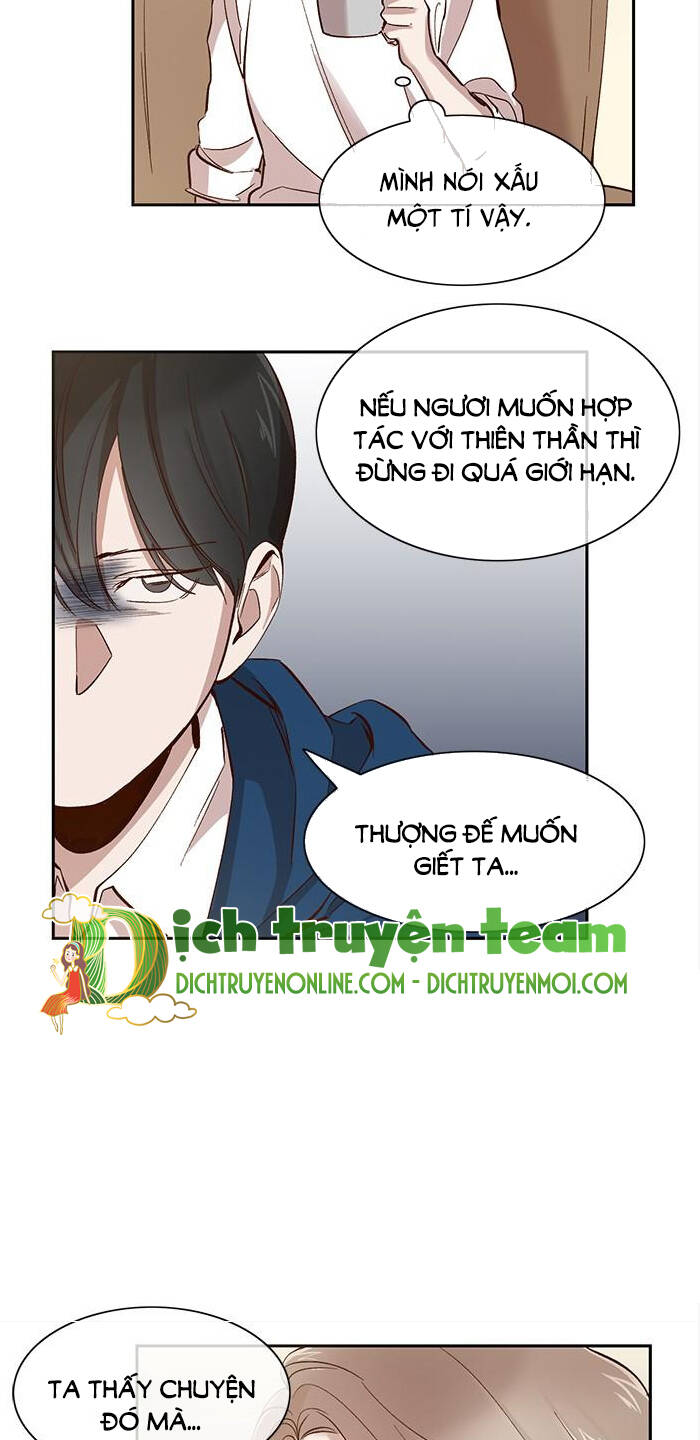 MÌNH NÓI XẤU
MỘT TÍ VẬY.
NẾU NGƯƠI MUỐN HỢP
TÁC VỚI THIÊN THẦN THÌ
ĐỪNG ĐI QUÁ GIỚI HẠN.
THƯỢNG ĐẾ MUỐN
GIẾT TA...
Dịch truyện team
DICHTRUYENONLINE.COM - DICHTRUYENMOI.COM
TA THẤY CHUYỆN
ĐÓ MÀ...